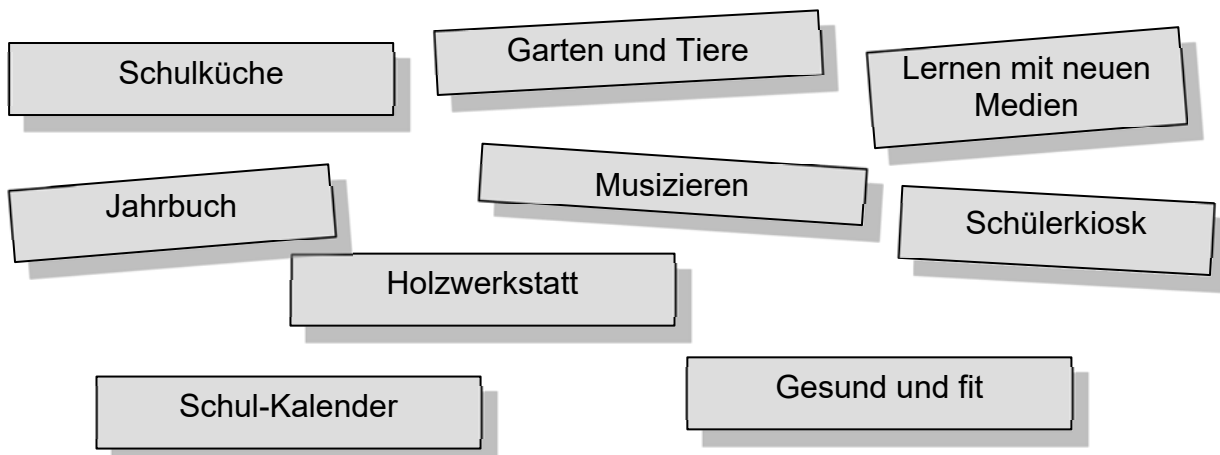 Schulküche
Garten und Tiere
Lernen mit neuen
Medien
Jahrbuch
Musizieren
Schülerkiosk
Holzwerkstatt
Schul-Kalender
Gesund und fit